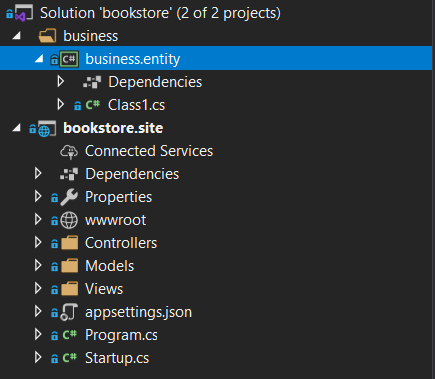 Solution 'bookstore' (2 of 2 projects)
business
C# business.entity
Dependencies
C# Class1.cs
bookstore.site
Connected Services
Dependencies
Properties
wwwroot
Controllers
Models
Views
appsettings.json
C# Program.cs
C# Startup.cs